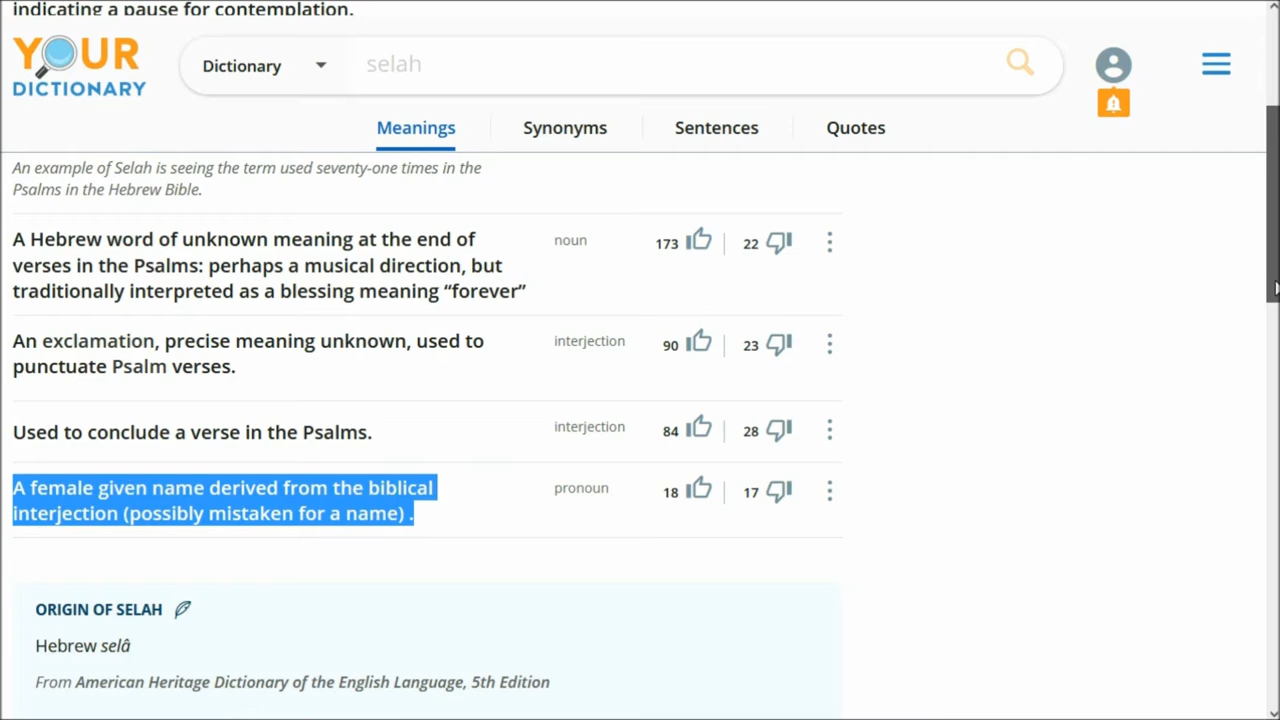 indicating a pause for contemplation.
YOUR
DICTIONARY
Dictionary
selah
Meanings
Synonyms
Sentences
Quotes
An example of Selah is seeing the term used seventy-one times in the
Psalms in the Hebrew Bible.
A Hebrew word of unknown meaning at the end of
verses in the Psalms: perhaps a musical direction, but
traditionally interpreted as a blessing meaning “forever”
noun
173
22
An exclamation, precise meaning unknown, used to
punctuate Psalm verses.
interjection
90
23
Used to conclude a verse in the Psalms.
interjection
84
28
A female given name derived from the biblical
interjection (possibly mistaken for a name) .
pronoun
18
17
ORIGIN OF SELAH
Hebrew selâ
From American Heritage Dictionary of the English Language, 5th Edition